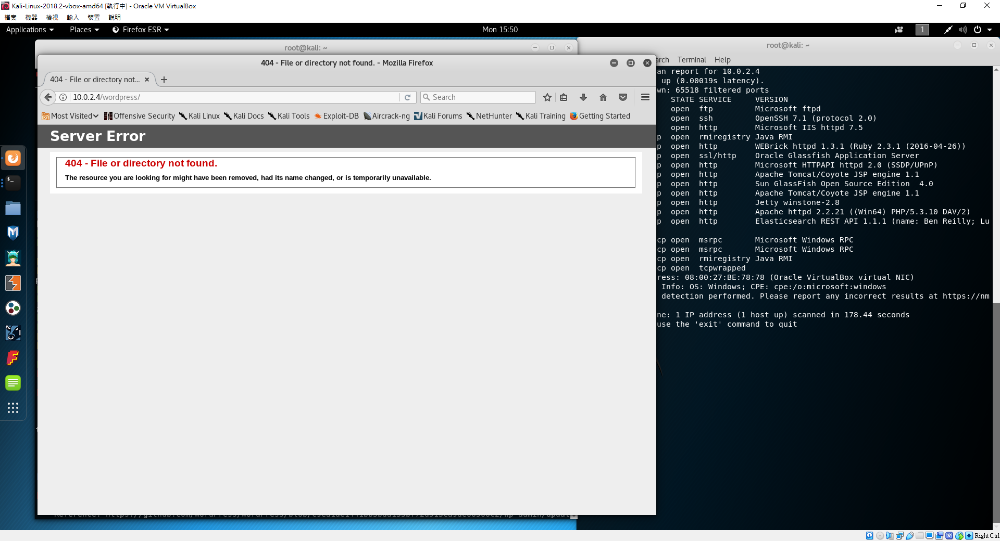 Kali-Linux-2018.2-vbox-amd64 [執行中] - Oracle VM VirtualBox
檔案 機器 檢視 輸入 裝置 說明
Applications Places Firefox ESR Mon 15:50 1
root@kali: ~
404 - File or directory not found. - Mozilla Firefox
404 - File or directory not...
10.0.2.4/wordpress/ Search
Most Visited Offensive Security Kali Linux Kali Docs Kali Tools Exploit-DB Aircrack-ng Kali Forums NetHunter Kali Training Getting Started
Server Error
404 - File or directory not found.
The resource you are looking for might have been removed, had its name changed, or is temporarily unavailable.
root@kali: ~
arch Terminal Help
an report for 10.0.2.4
up (0.00019s latency).
wn: 65518 filtered ports
STATE SERVICE VERSION
open ftp Microsoft ftpd
open ssh OpenSSH 7.1 (protocol 2.0)
open http Microsoft IIS httpd 7.5
p open rmiregistry Java RMI
p open http WEBrick httpd 1.3.1 (Ruby 2.3.1 (2016-04-26))
p open ssl/http Oracle Glassfish Application Server
p open http Microsoft HTTPAPI httpd 2.0 (SSDP/UPnP)
p open http Apache Tomcat/Coyote JSP engine 1.1
p open http Sun GlassFish Open Source Edition 4.0
p open http Apache Tomcat/Coyote JSP engine 1.1
p open http Jetty winstone-2.8
p open http Apache httpd 2.2.21 ((Win64) PHP/5.3.10 DAV/2)
p open http Elasticsearch REST API 1.1.1 (name: Ben Reilly; Lu
cp open msrpc Microsoft Windows RPC
cp open msrpc Microsoft Windows RPC
cp open rmiregistry Java RMI
cp open tcpwrapped
ress: 08:00:27:BE:78:78 (Oracle VirtualBox virtual NIC)
Info: OS: Windows; CPE: cpe:/o:microsoft:windows
detection performed. Please report any incorrect results at https://nm
ne: 1 IP address (1 host up) scanned in 178.44 seconds
use the 'exit' command to quit
Right Ctrl